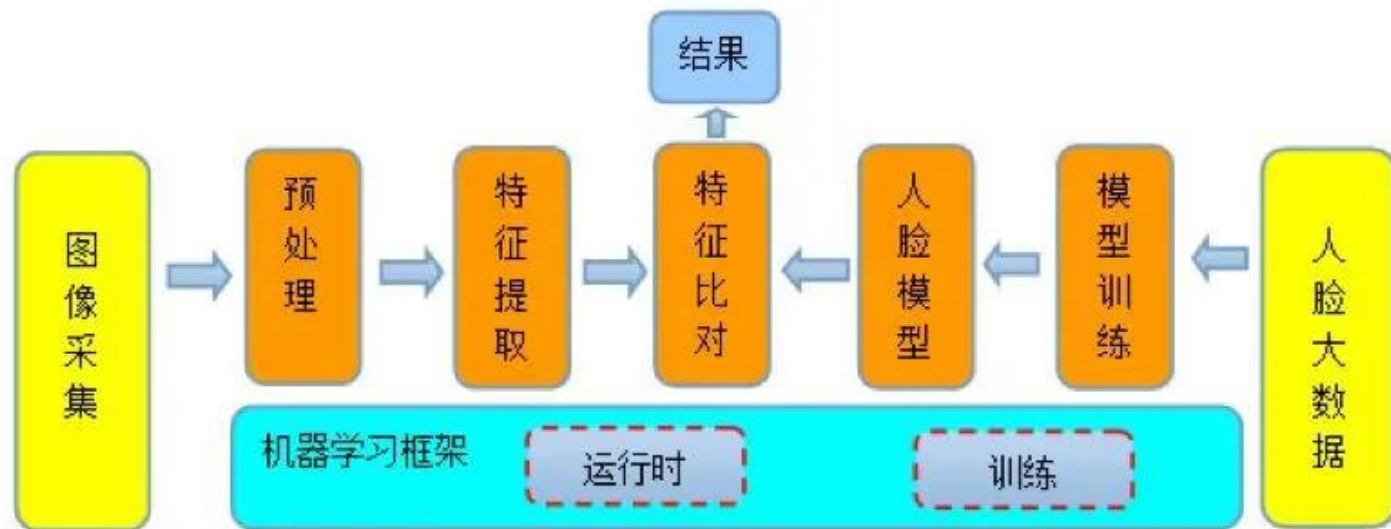 结果
图像采集
预处理
特征提取
特征比对
人脸模型
模型训练
人脸大数据
机器学习框架
运行时
训练